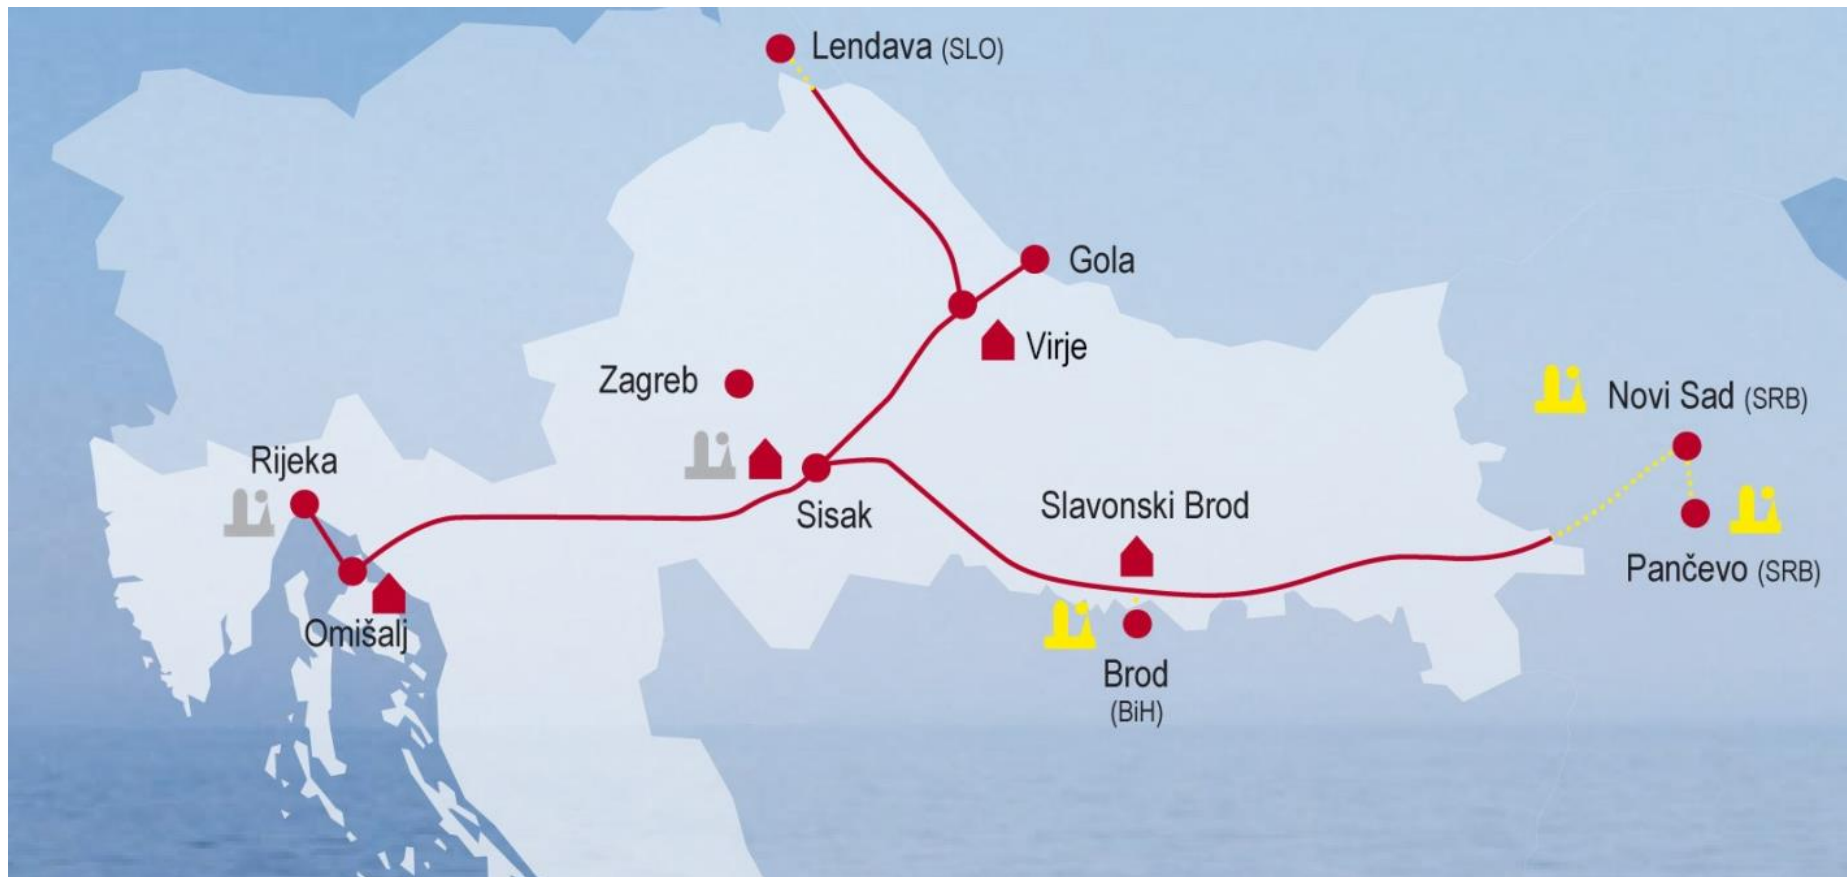 Lendava (SLO)
Gola
Virje
Zagreb
Novi Sad (SRB)
Rijeka
Sisak
Slavonski Brod
Pančevo (SRB)
Omišalj
Brod
(BiH)